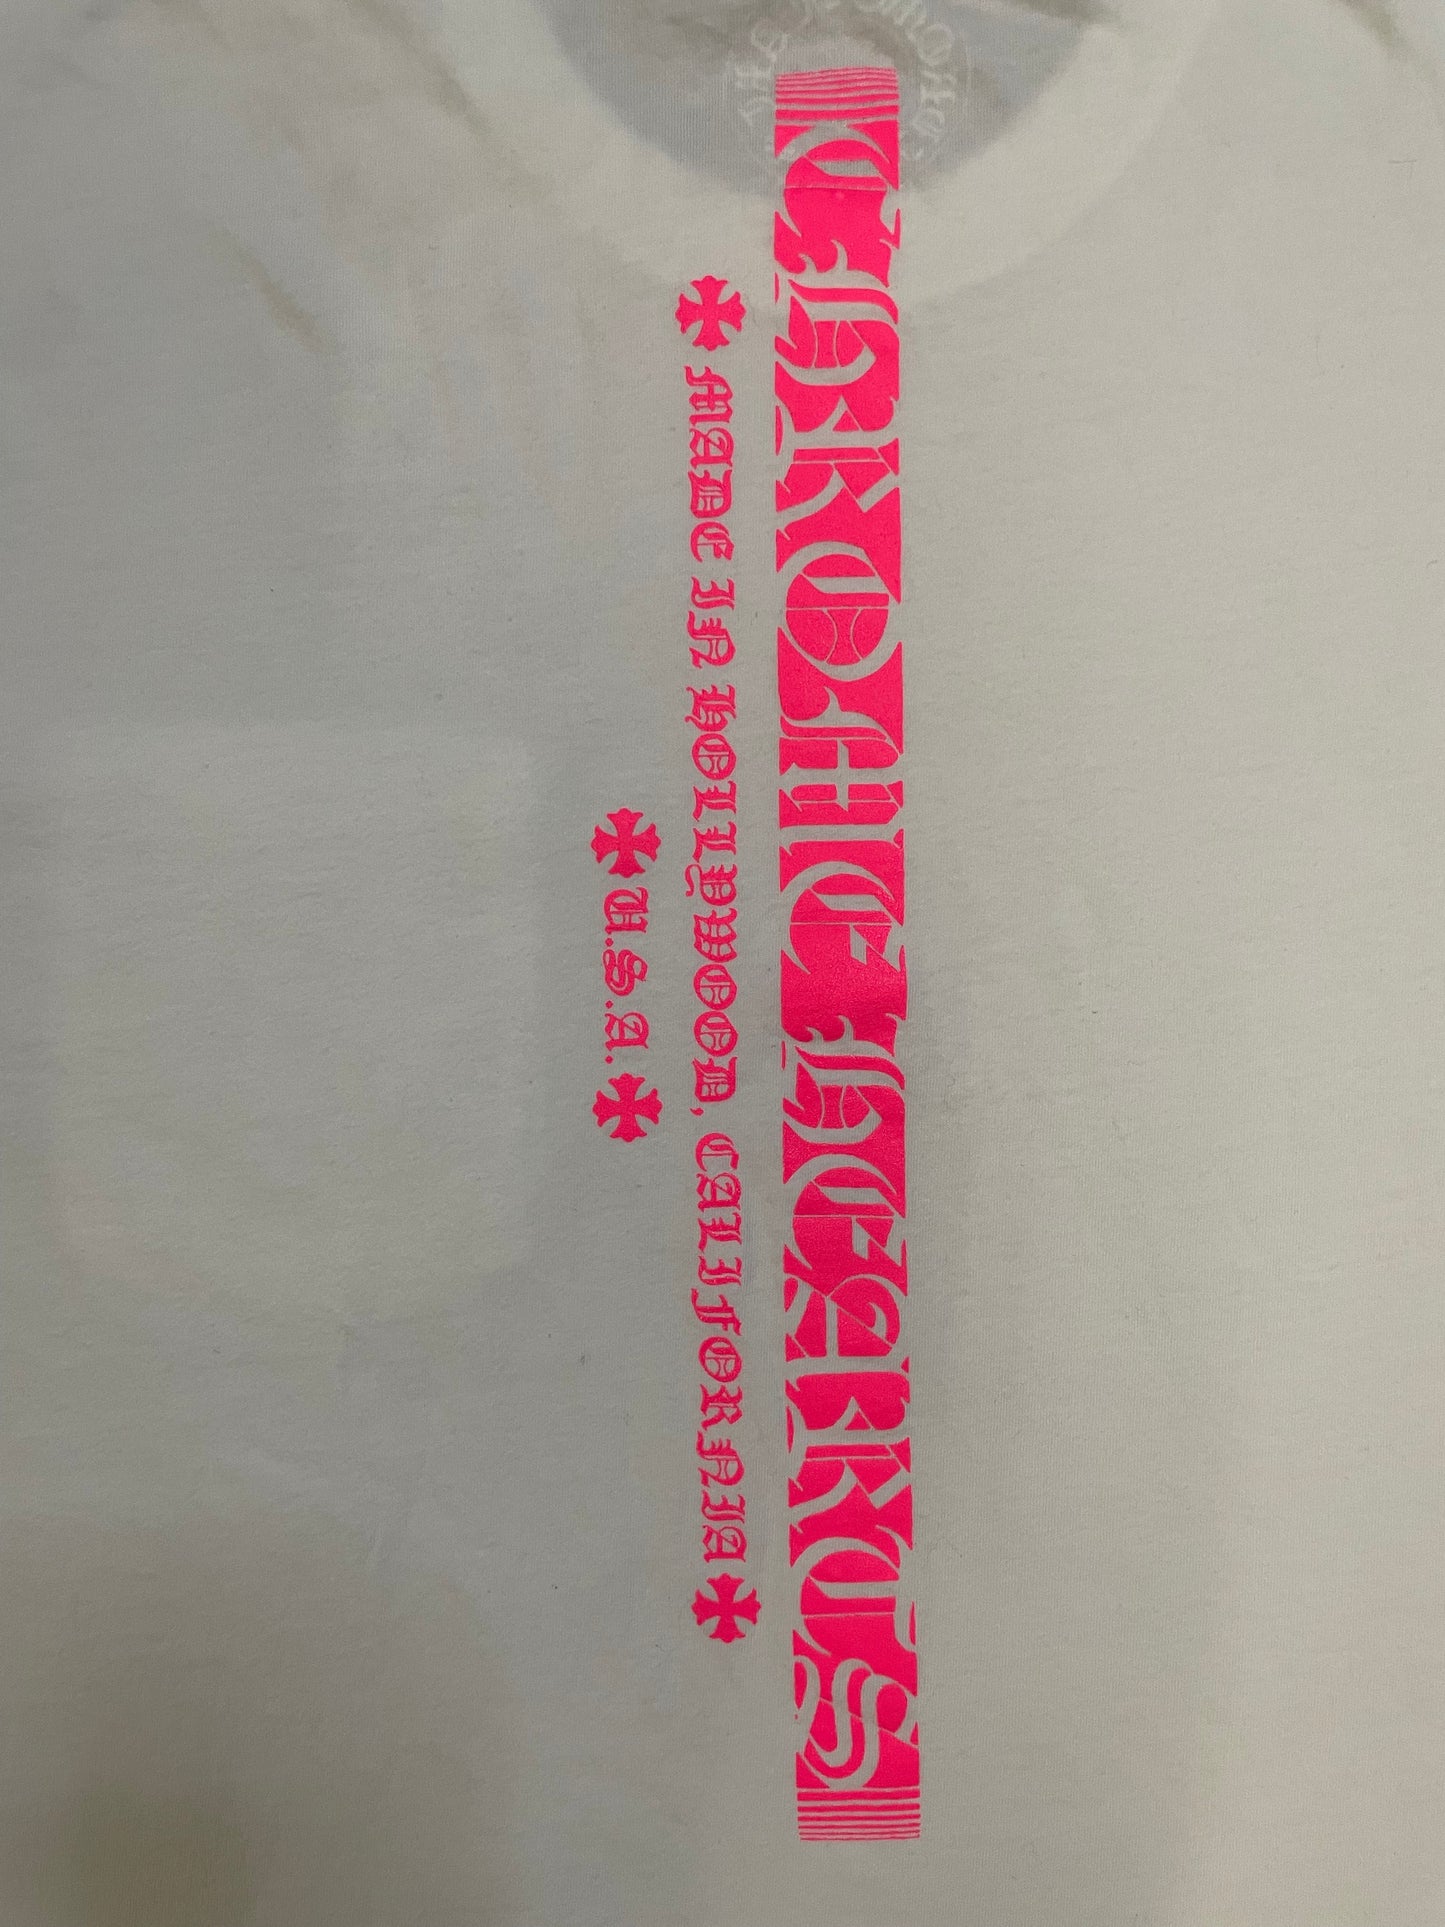 CHROME HEARTS
MADE IN HOLLYWOOD, CALIFORNIA
U.S.A.